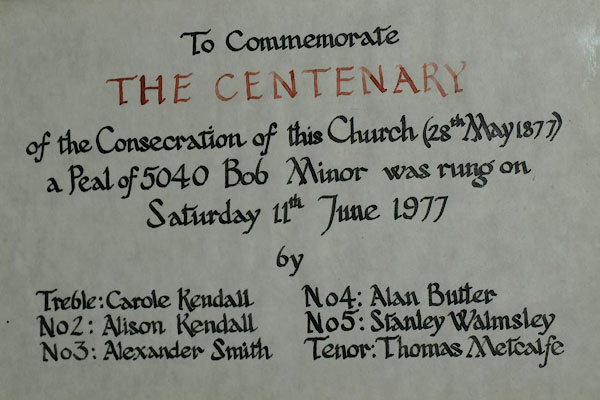 To Commemorate
THE CENTENARY
of the Consecration of this Church (28th May 1877)
a Peal of 5040 Bob Minor was rung on
Saturday 11th June 1977
by
Treble: Carole Kendall
No2: Alison Kendall
No3: Alexander Smith
No4: Alan Butter
No5: Stanley Walmsley
Tenor: Thomas Metcalfe